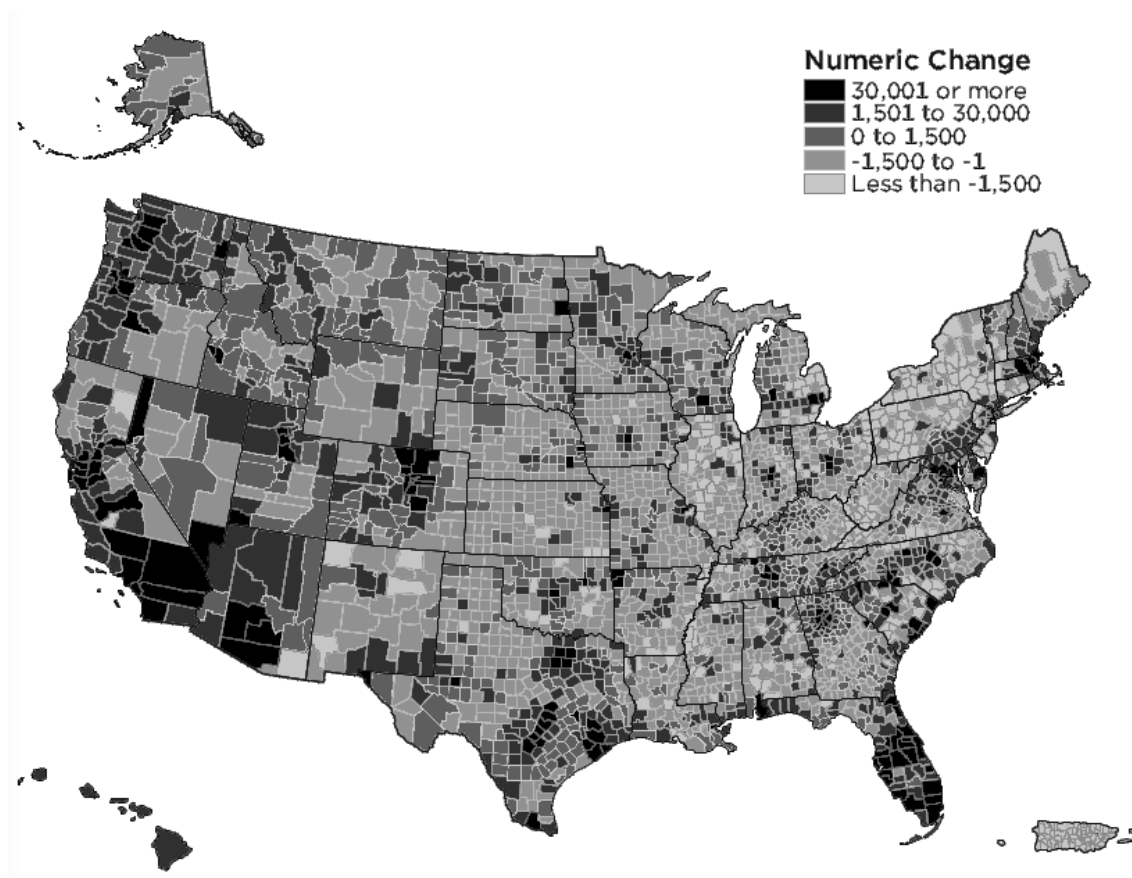 Numeric Change
30,001 or more
1,501 to 30,000
0 to 1,500
-1,500 to -1
Less than -1,500